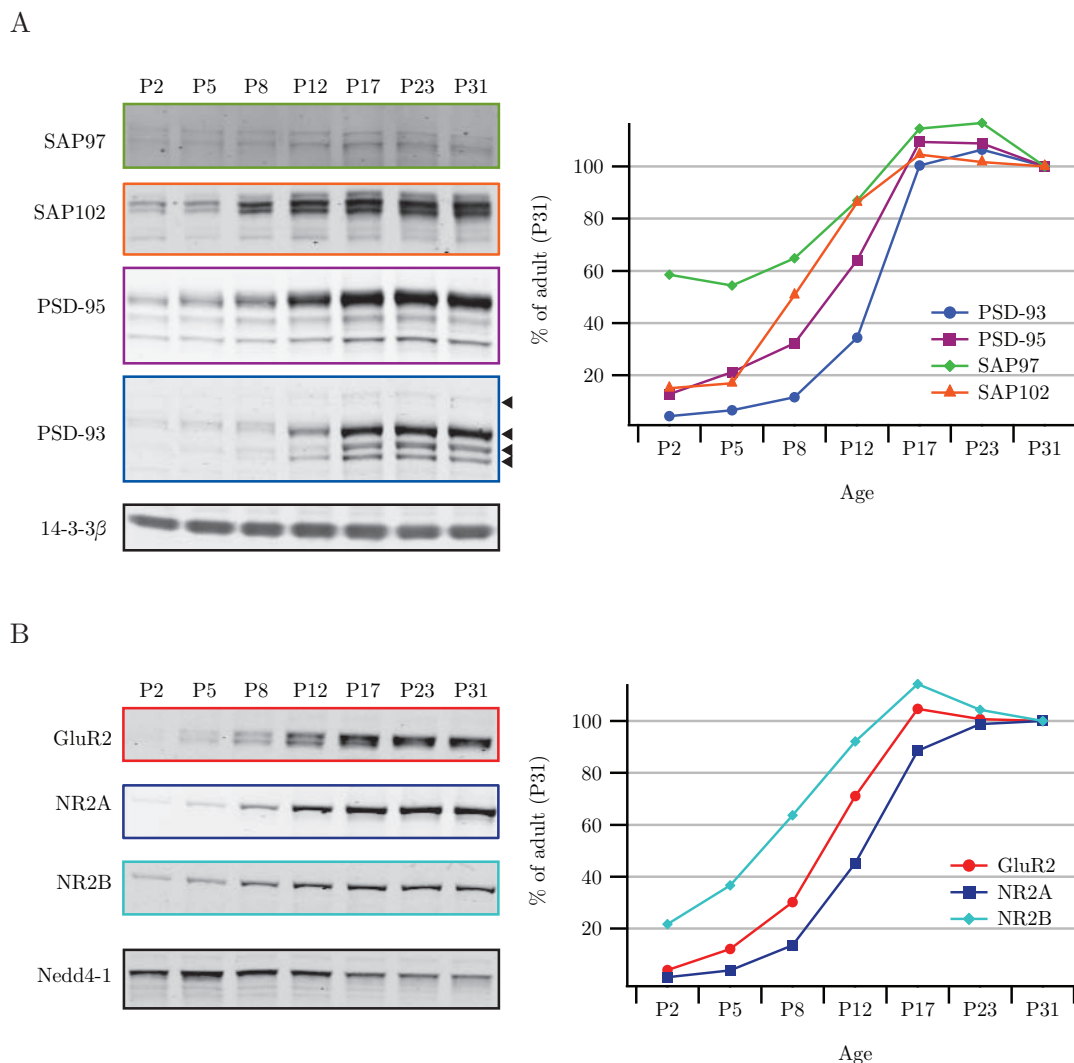 A
P2 P5 P8 P12 P17 P23 P31
SAP97
SAP102
PSD-95
PSD-93
14-3-3β
% of adult (P31)
100
80
60
40
20
PSD-93
PSD-95
SAP97
SAP102
P2 P5 P8 P12 P17 P23 P31
Age
B
P2 P5 P8 P12 P17 P23 P31
GluR2
NR2A
NR2B
Nedd4-1
% of adult (P31)
100
80
60
40
20
GluR2
NR2A
NR2B
P2 P5 P8 P12 P17 P23 P31
Age